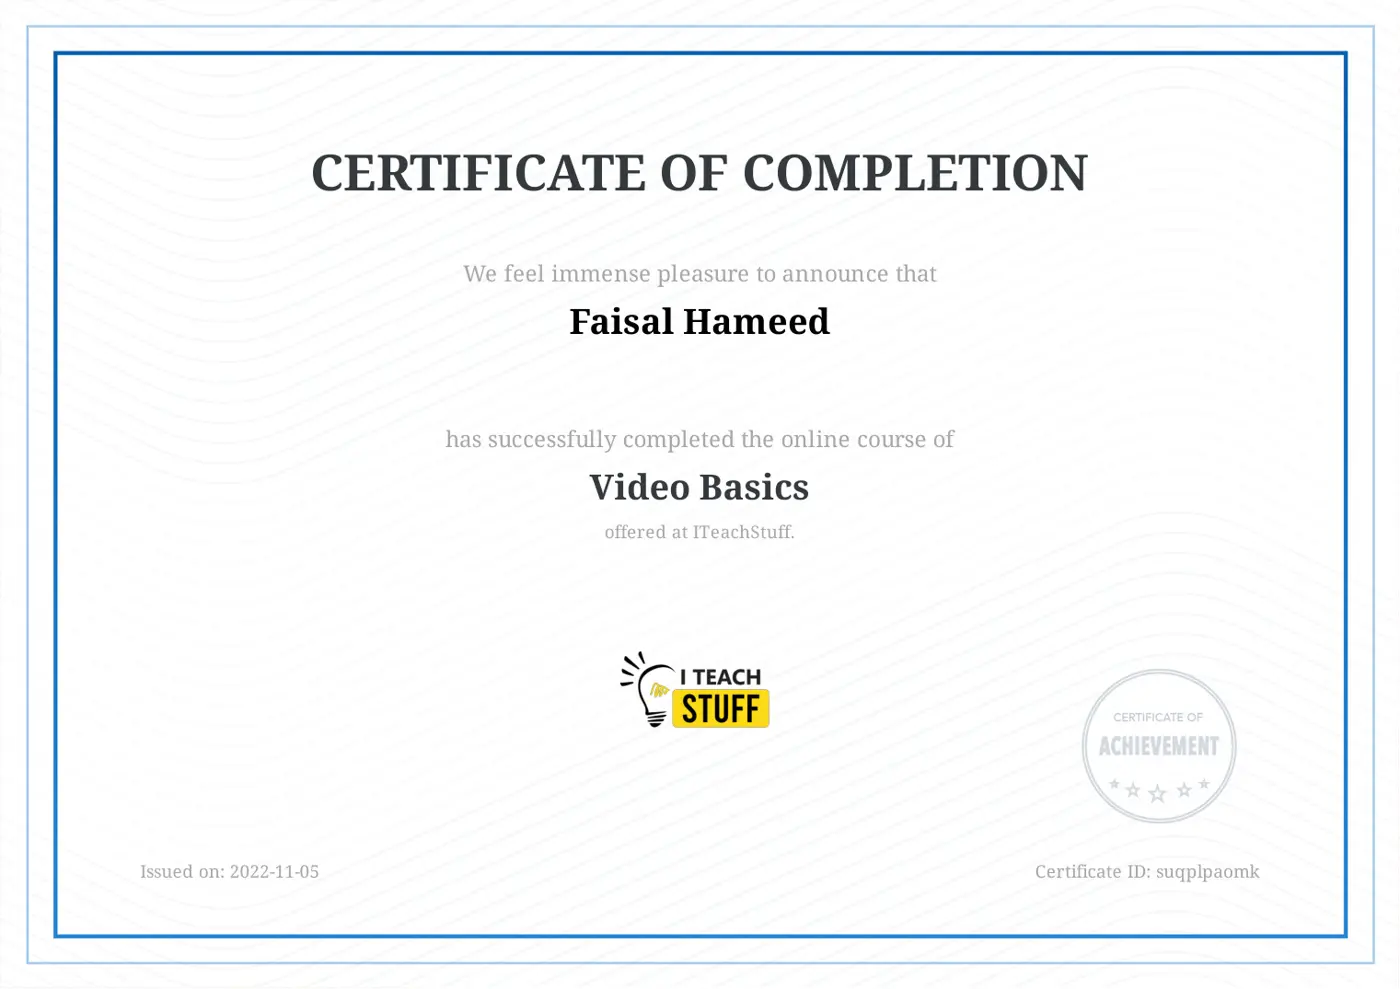 CERTIFICATE OF COMPLETION
We feel immense pleasure to announce that
Faisal Hameed
has successfully completed the online course of
Video Basics
offered at ITeachStuff.
I TEACH
STUFF
CERTIFICATE OF
ACHIEVEMENT
Issued on: 2022-11-05
Certificate ID: suqplpaomk